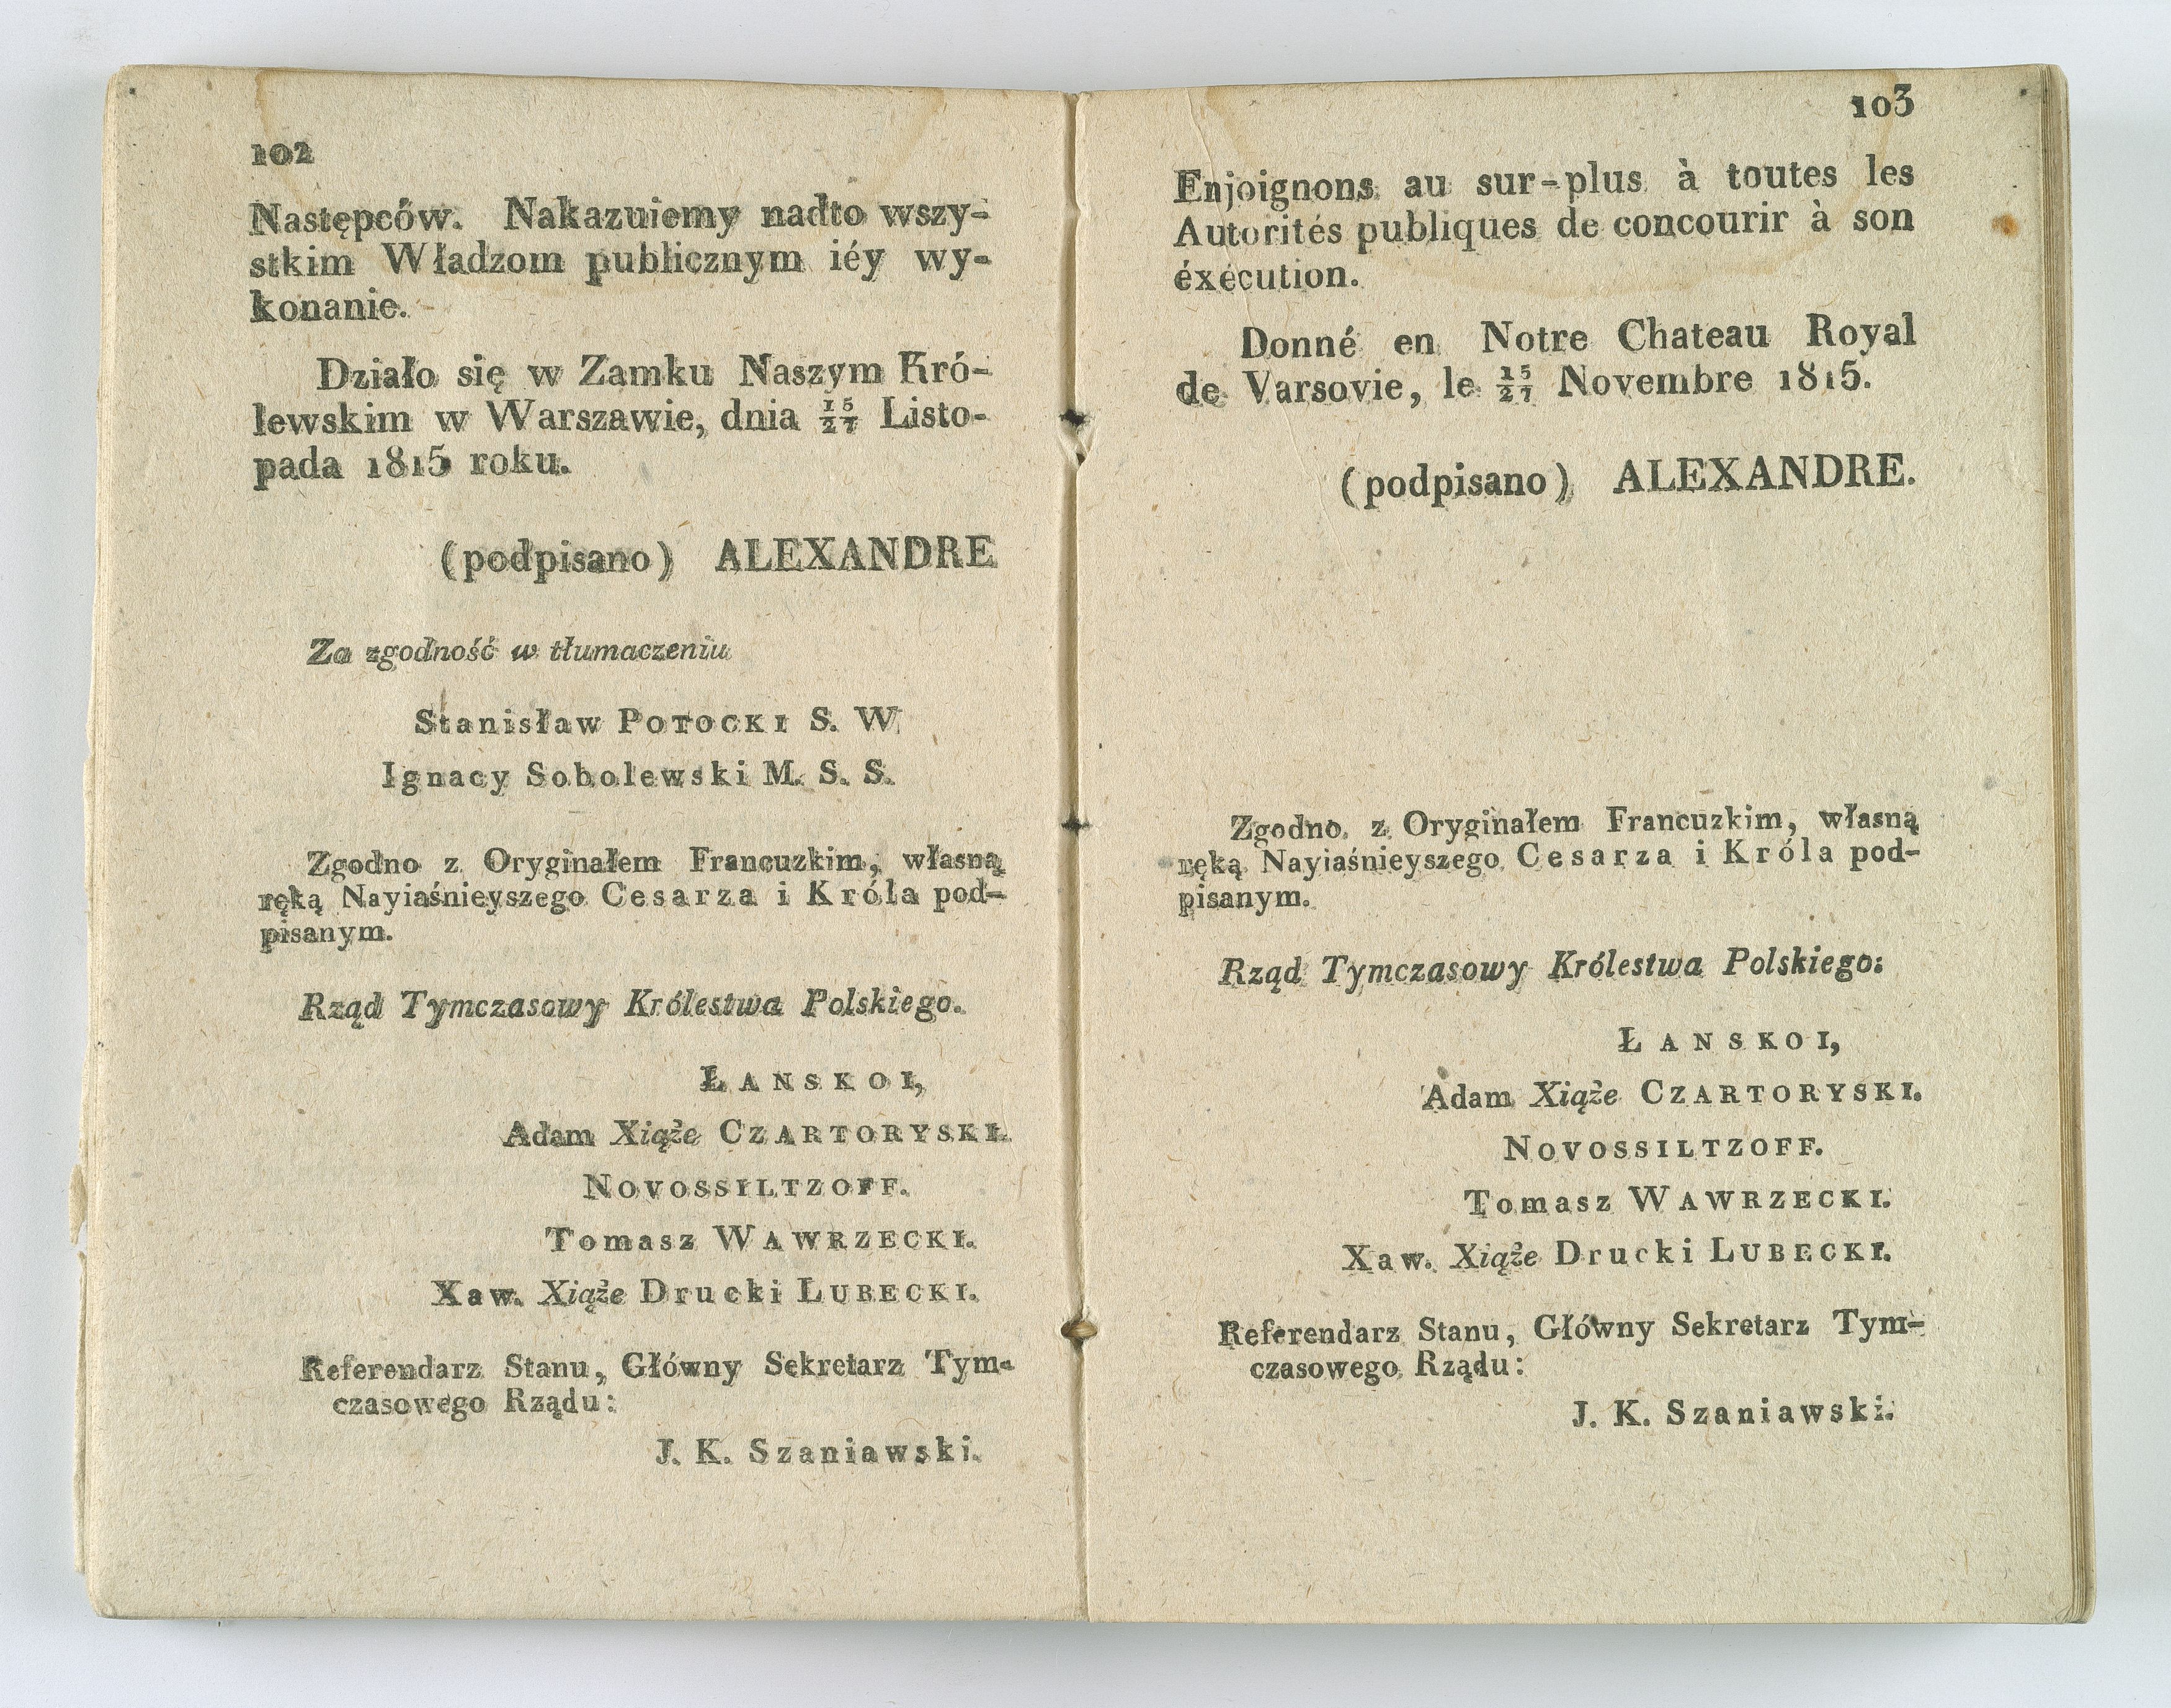 102
Następców. Nakazuiemy nadto wszy-
stkim Władzom publicznym iéy wy-
konanie.
Działo się w Zamku Naszym Kró-
lewskim w Warszawie, dnia 15/27 Listo-
pada 1815 roku.
(podpisano) ALEXANDRE
Za zgodność w tłumaczeniu
Stanisław POTOCKI S. W
Ignacy Sobolewski M. S. S.
Zgodno z Oryginałem Francuzkim, własną
ręką Nayiaśnieyszego Cesarza i Króla pod-
pisanym.
Rząd Tymczasowy Królestwa Polskiego.
ŁANSKOI,
Adam Xiąże CZARTORYSKI.
NOVOSSILTZOFF.
Tomasz WAWRZECKI.
Xaw. Xiąże Drucki LUBECKI.
Referendarz Stanu, Główny Sekretarz Tym-
czasowego Rządu:
J. K. Szaniawski.
103
Enjoignons au sur-plus à toutes les
Autorités publiques de concourir à son
éxécution.
Donné en Notre Chateau Royal
de Varsovie, le 15/27 Novembre 1815.
(podpisano) ALEXANDRE.
Zgodno z Oryginałem Francuzkim, własną
ręką Nayiaśnieyszego Cesarza i Króla pod-
pisanym.
Rząd Tymczasowy Królestwa Polskiego:
ŁANSKOI,
Adam Xiąże CZARTORYSKI.
NOVOSSILTZOFF.
Tomasz WAWRZECKI.
Xaw. Xiąże Drucki LUBECKI.
Referendarz Stanu, Główny Sekretarz Tym-
czasowego Rządu:
J. K. Szaniawski.